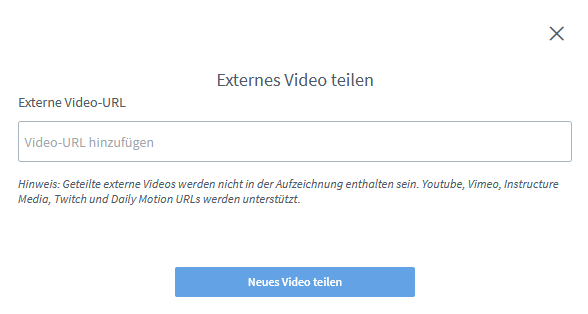 Externes Video teilen
Externe Video-URL
Video-URL hinzufügen
Hinweis: Geteilte externe Videos werden nicht in der Aufzeichnung enthalten sein. Youtube, Vimeo, Instructure
Media, Twitch und Daily Motion URLs werden unterstützt.
Neues Video teilen